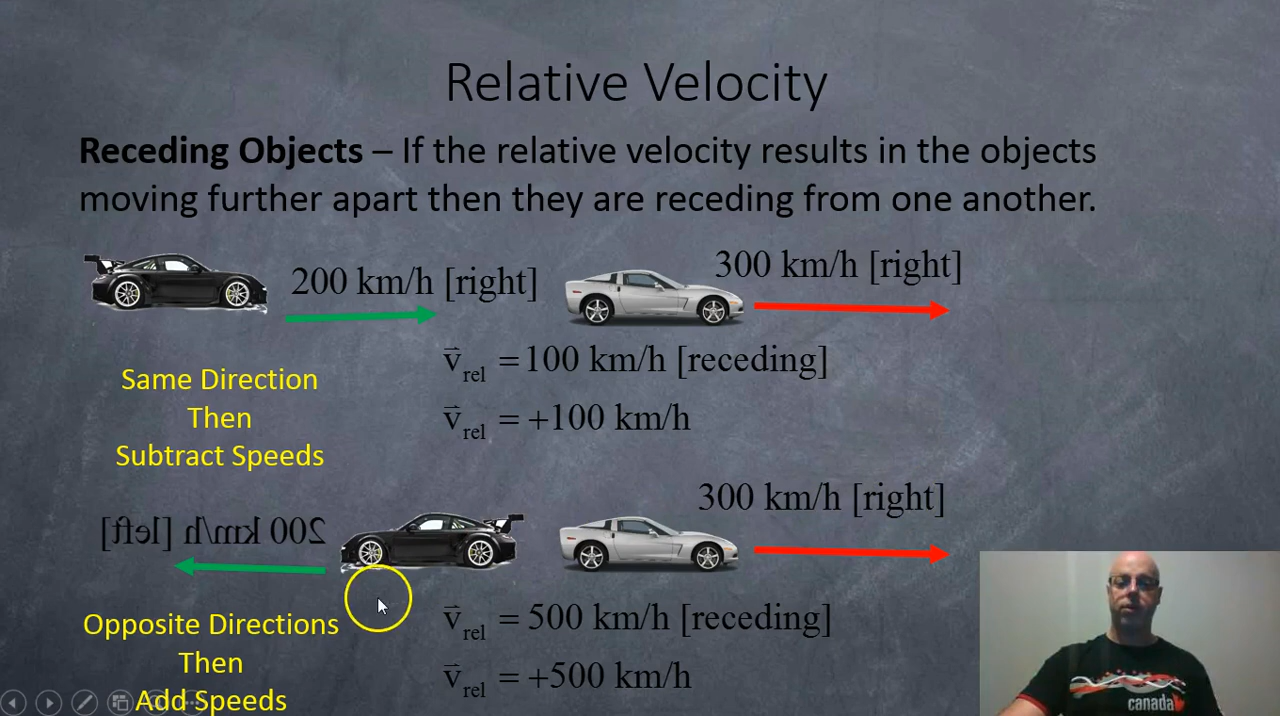 Relative Velocity
Receding Objects – If the relative velocity results in the objects
moving further apart then they are receding from one another.
200 km/h [right]
300 km/h [right]
v⃗rel = 100 km/h [receding]
v⃗rel = +100 km/h
Same Direction
Then
Subtract Speeds
200 km/h [left]
300 km/h [right]
v⃗rel = 500 km/h [receding]
v⃗rel = +500 km/h
Opposite Directions
Then
Add Speeds
canada